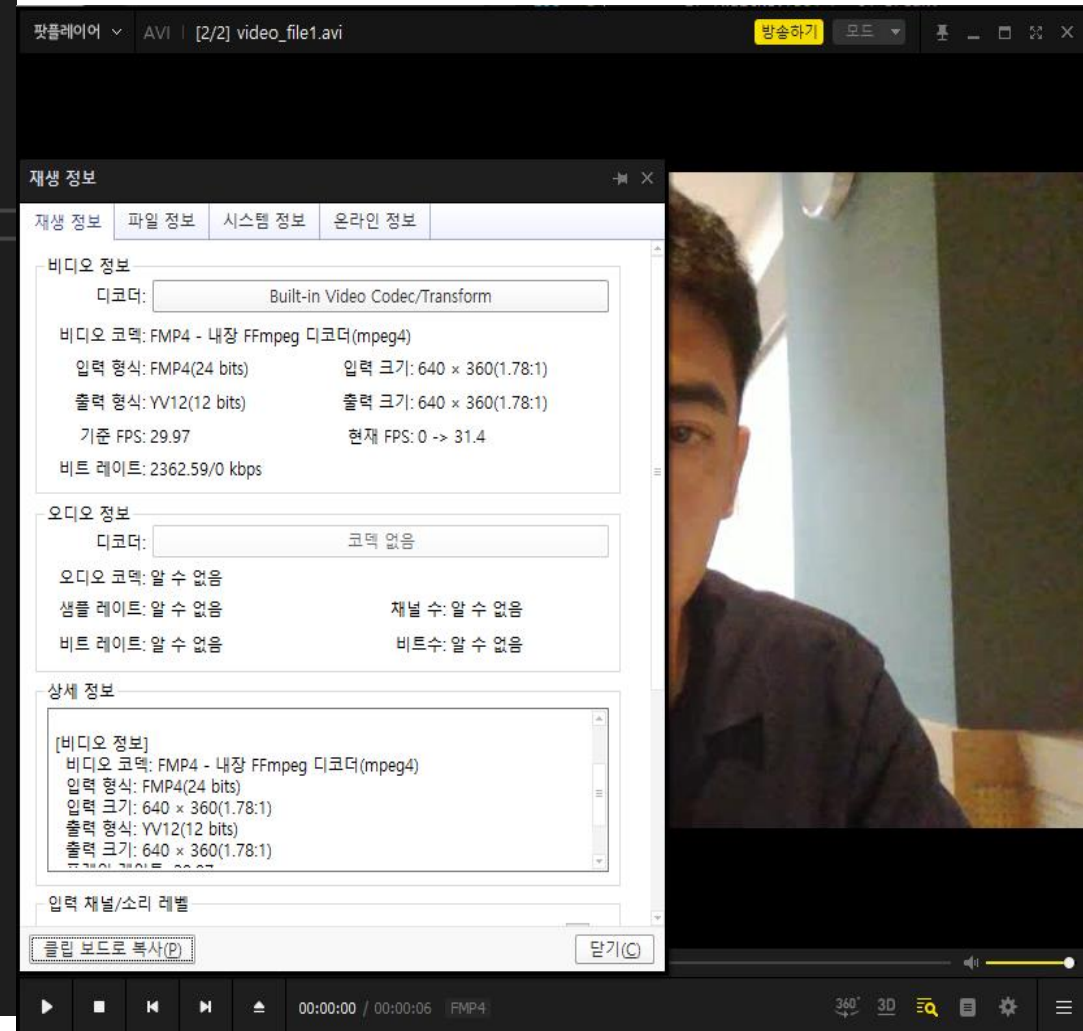 팟플레이어 AVI [2/2] video_file1.avi 방송하기 모드
재생 정보
재생 정보 파일 정보 시스템 정보 온라인 정보
비디오 정보
디코더: Built-in Video Codec/Transform
비디오 코덱: FMP4 - 내장 FFmpeg 디코더(mpeg4)
입력 형식: FMP4(24 bits) 입력 크기: 640 × 360(1.78:1)
출력 형식: YV12(12 bits) 출력 크기: 640 × 360(1.78:1)
기준 FPS: 29.97 현재 FPS: 0 -> 31.4
비트 레이트: 2362.59/0 kbps
오디오 정보
디코더: 코덱 없음
오디오 코덱: 알 수 없음
샘플 레이트: 알 수 없음 채널 수: 알 수 없음
비트 레이트: 알 수 없음 비트수: 알 수 없음
상세 정보
[비디오 정보]
비디오 코덱: FMP4 - 내장 FFmpeg 디코더(mpeg4)
입력 형식: FMP4(24 bits)
입력 크기: 640 × 360(1.78:1)
출력 형식: YV12(12 bits)
출력 크기: 640 × 360(1.78:1)
입력 채널/소리 레벨
클립 보드로 복사(P) 닫기(C)
00:00:00 / 00:00:06 FMP4 360° 3D